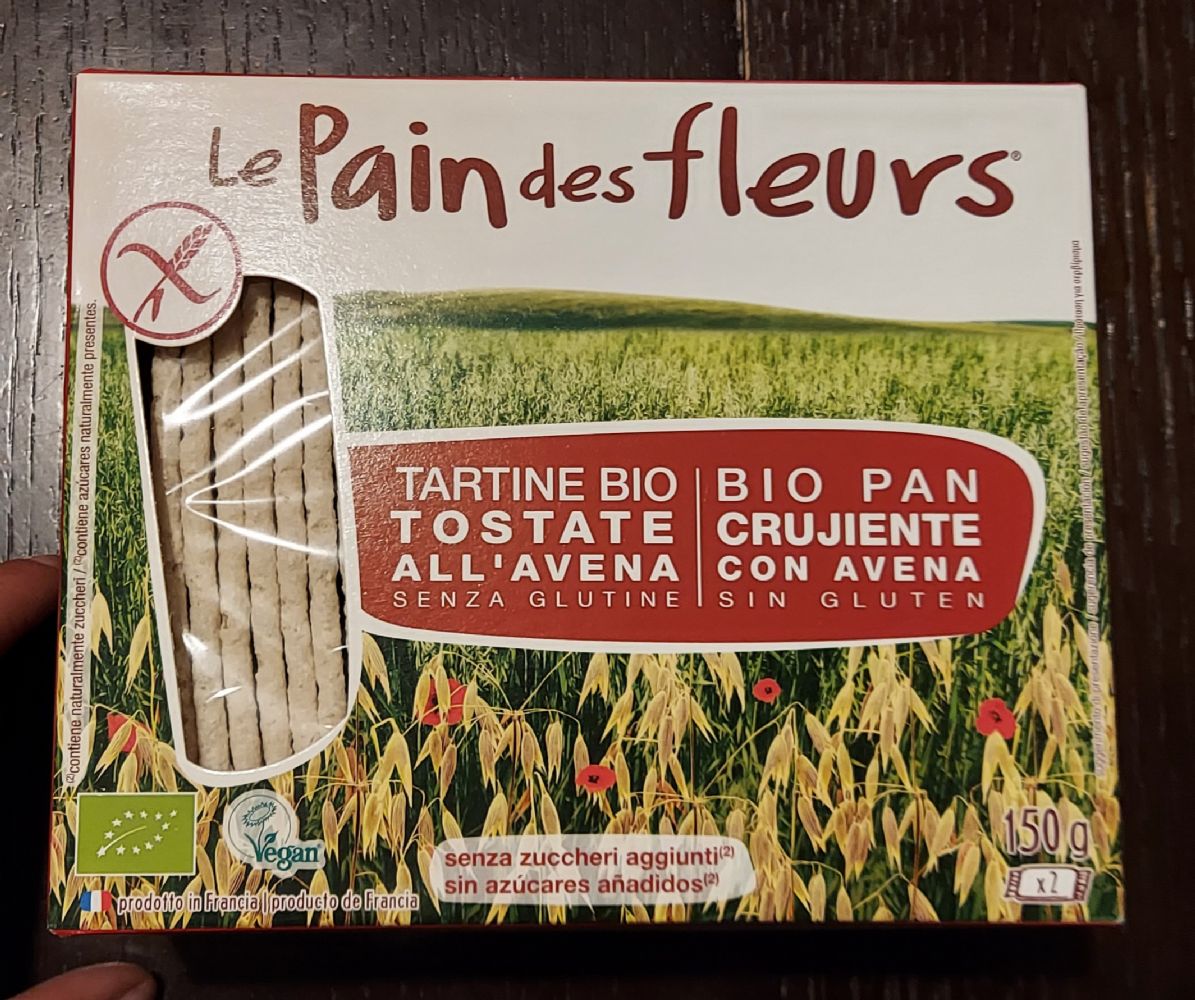 Le Pain des fleurs®
TARTINE BIO
TOSTATE
ALL'AVENA
SENZA GLUTINE
BIO PAN
CRUJIENTE
CON AVENA
SIN GLUTEN
(2)contiene naturalmente zuccheri / (2)contiene azúcares naturalmente presentes.
Vegan
senza zuccheri aggiunti(2)
sin azúcares añadidos(2)
150 g
x2
prodotto in Francia | producto de Francia